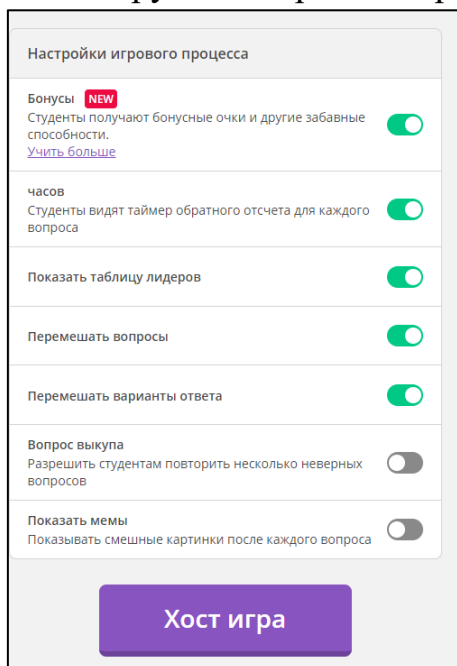 Настройки игрового процесса
Бонусы NEW
Студенты получают бонусные очки и другие забавные
способности.
Учить больше
часов
Студенты видят таймер обратного отсчета для каждого
вопроса
Показать таблицу лидеров
Перемешать вопросы
Перемешать варианты ответа
Вопрос выкупа
Разрешить студентам повторить несколько неверных
вопросов
Показать мемы
Показывать смешные картинки после каждого вопроса
Хост игра